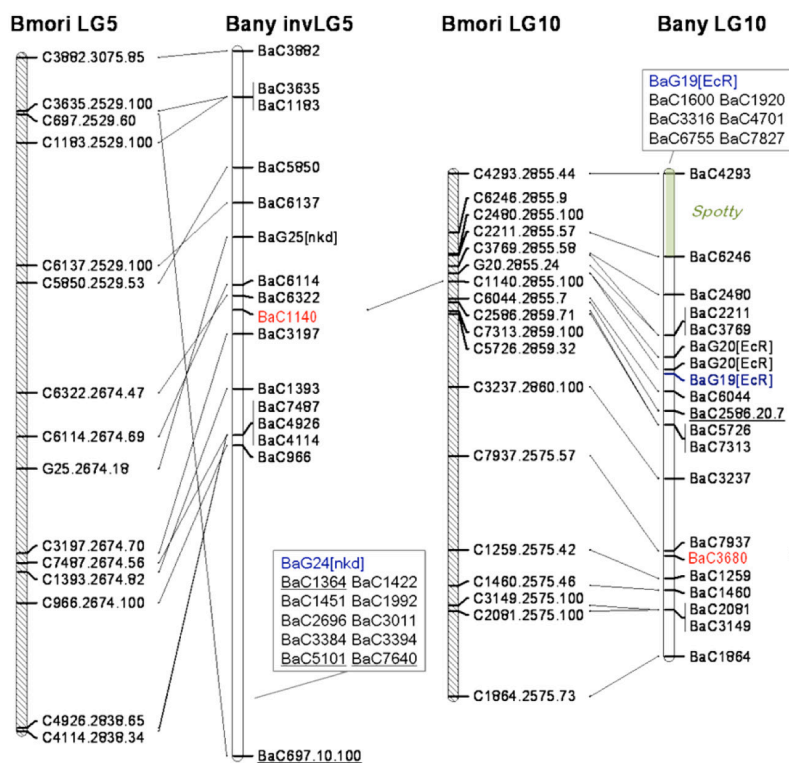 Bmori LG5
C3882.3075.85
C3635.2529.100
C697.2529.60
C1183.2529.100
C6137.2529.100
C5850.2529.53
C6322.2674.47
C6114.2674.69
G25.2674.18
C3197.2674.70
C7487.2674.56
C1393.2674.82
C966.2674.100
C4926.2838.65
C4114.2838.34
Bany invLG5
BaC3882
BaC3635
BaC1183
BaC5850
BaC6137
BaG25[nkd]
BaC6114
BaC6322
BaC1140
BaC3197
BaC1393
BaC7487
BaC4926
BaC4114
BaC966
BaG24[nkd]
BaC1364 BaC1422
BaC1451 BaC1992
BaC2696 BaC3011
BaC3384 BaC3394
BaC5101 BaC7640
BaC697.10.100
Bmori LG10
C4293.2855.44
C6246.2855.9
C2480.2855.100
C2211.2855.57
C3769.2855.58
G20.2855.24
C1140.2855.100
C6044.2855.7
C2586.2859.71
C7313.2859.100
C5726.2859.32
C3237.2860.100
C7937.2575.57
C1259.2575.42
C1460.2575.46
C3149.2575.100
C2081.2575.100
C1864.2575.73
Bany LG10
BaG19[EcR]
BaC1600 BaC1920
BaC3316 BaC4701
BaC6755 BaC7827
BaC4293
Spotty
BaC6246
BaC2480
BaC2211
BaC3769
BaG20[EcR]
BaG20[EcR]
BaG19[EcR]
BaC6044
BaC2586.20.7
BaC5726
BaC7313
BaC3237
BaC7937
BaC3680
BaC1259
BaC1460
BaC2081
BaC3149
BaC1864